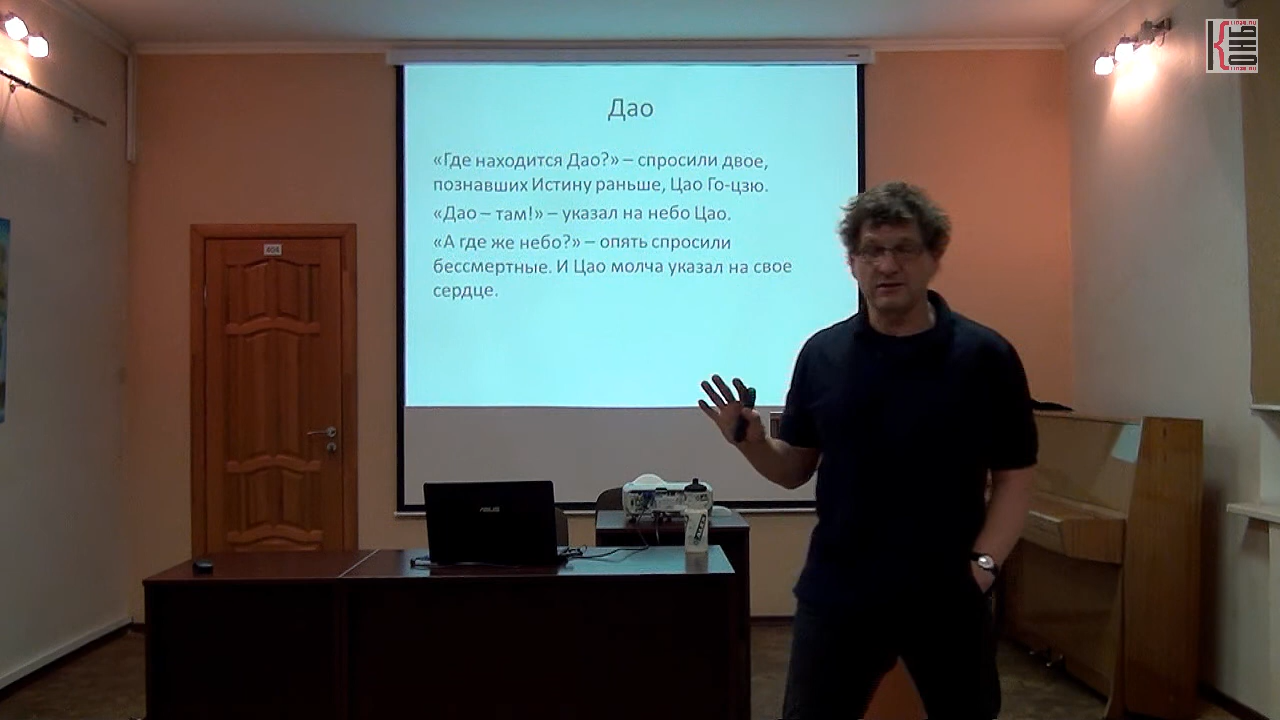 Дао
«Где находится Дао?» – спросили двое,
познавших Истину раньше, Цао Го-цзю.
«Дао – там!» – указал на небо Цао.
«А где же небо?» – опять спросили
бессмертные. И Цао молча указал на свое
сердце.
ASUS